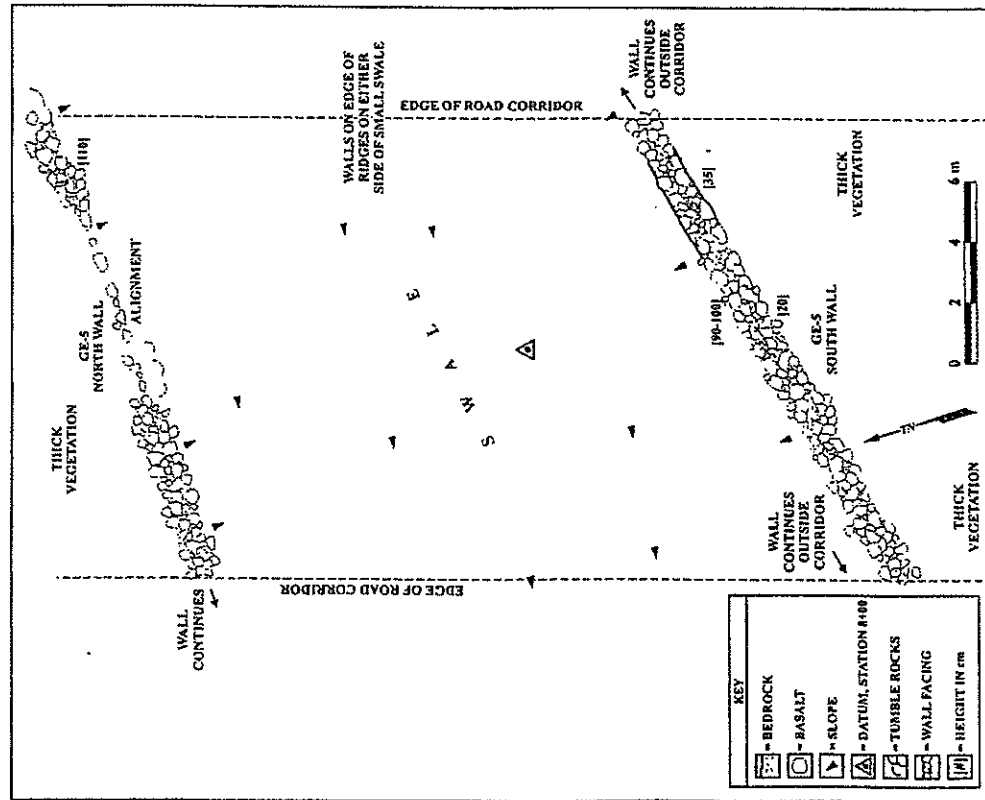 WALL
CONTINUES
THICK
VEGETATION
GE-5
NORTH WALL
ALIGNMENT
[110]
EDGE OF ROAD CORRIDOR
WALLS ON EDGE OF
RIDGES ON EITHER
SIDE OF SMALL SWALE
EDGE OF ROAD CORRIDOR
SWALE
WALL
CONTINUES
OUTSIDE
CORRIDOR
WALL
CONTINUES
OUTSIDE
CORRIDOR
[90-100]
[35]
[20]
GE-5
SOUTH WALL
THICK
VEGETATION
THICK
VEGETATION
TN
0 2 4 6 m
KEY
= BEDROCK
= BASALT
= SLOPE
= DATUM, STATION 8+00
= TUMBLE ROCKS
= WALL FACING
[#] = HEIGHT IN cm